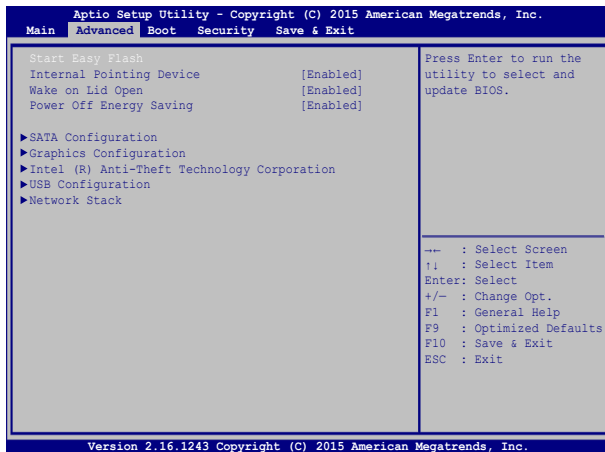 Aptio Setup Utility - Copyright (C) 2015 American Megatrends, Inc.
Main Advanced Boot Security Save & Exit
Start Easy Flash
Internal Pointing Device [Enabled]
Wake on Lid Open [Enabled]
Power Off Energy Saving [Enabled]
SATA Configuration
Graphics Configuration
Intel (R) Anti-Theft Technology Corporation
USB Configuration
Network Stack
Press Enter to run the
utility to select and
update BIOS.
→← : Select Screen
↑↓ : Select Item
Enter: Select
+/— : Change Opt.
F1 : General Help
F9 : Optimized Defaults
F10 : Save & Exit
ESC : Exit
Version 2.16.1243 Copyright (C) 2015 American Megatrends, Inc.